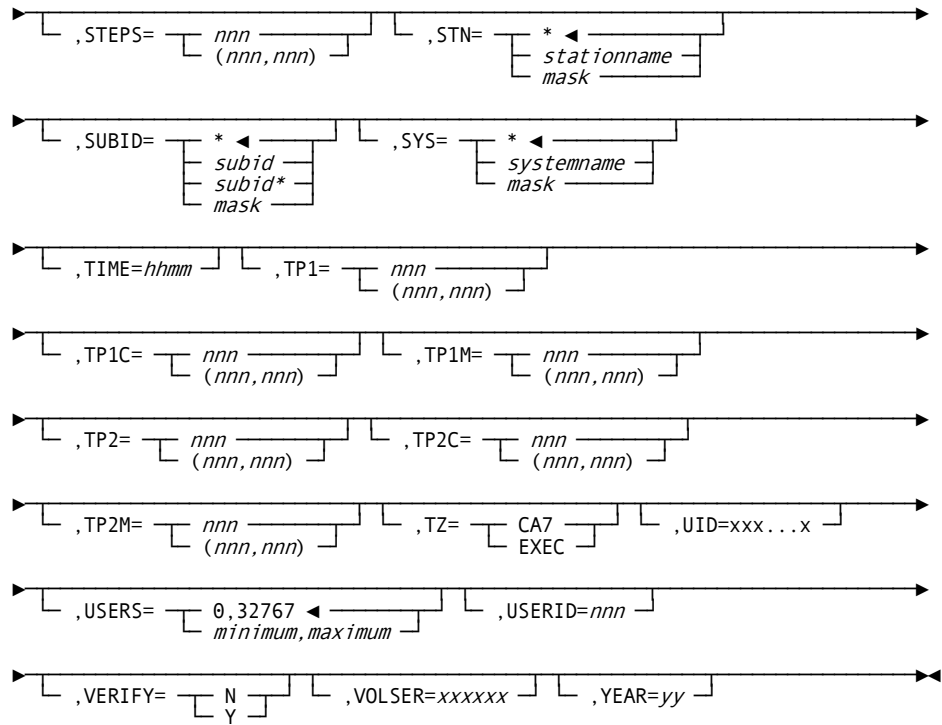 ,STEPS= nnn ,STN= * ◄
(nnn,nnn) stationname
mask
,SUBID= * ◄ ,SYS= * ◄
subid systemname
subid* mask
mask
,TIME=hhmm ,TP1= nnn
(nnn,nnn)
,TP1C= nnn ,TP1M= nnn
(nnn,nnn) (nnn,nnn)
,TP2= nnn ,TP2C= nnn
(nnn,nnn) (nnn,nnn)
,TP2M= nnn ,TZ= CA7 ,UID=xxx...x
(nnn,nnn) EXEC
,USERS= 0,32767 ◄ ,USERID=nnn
minimum,maximum
,VERIFY= N ,VOLSER=xxxxxx ,YEAR=yy
Y